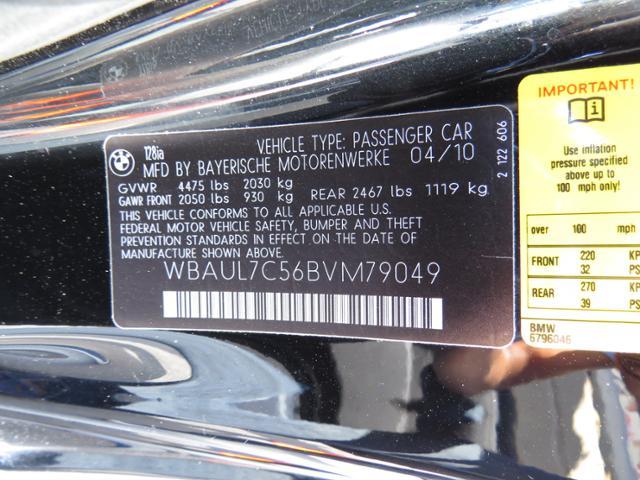 128ia
VEHICLE TYPE: PASSENGER CAR
MFD BY BAYERISCHE MOTORENWERKE 04/10
GVWR 4475 lbs 2030 kg
GAWR FRONT 2050 lbs 930 kg REAR 2467 lbs 1119 kg
THIS VEHICLE CONFORMS TO ALL APPLICABLE U.S.
FEDERAL MOTOR VEHICLE SAFETY, BUMPER AND THEFT
PREVENTION STANDARDS IN EFFECT ON THE DATE OF
MANUFACTURE SHOWN ABOVE.
WBAUL7C56BVM79049
2 122 606
IMPORTANT!
Use inflation
pressure specified
above up to
100 mph only!
over 100 mph
FRONT 220 KP
32 PS
REAR 270 KP
39 PS
BMW
6796046